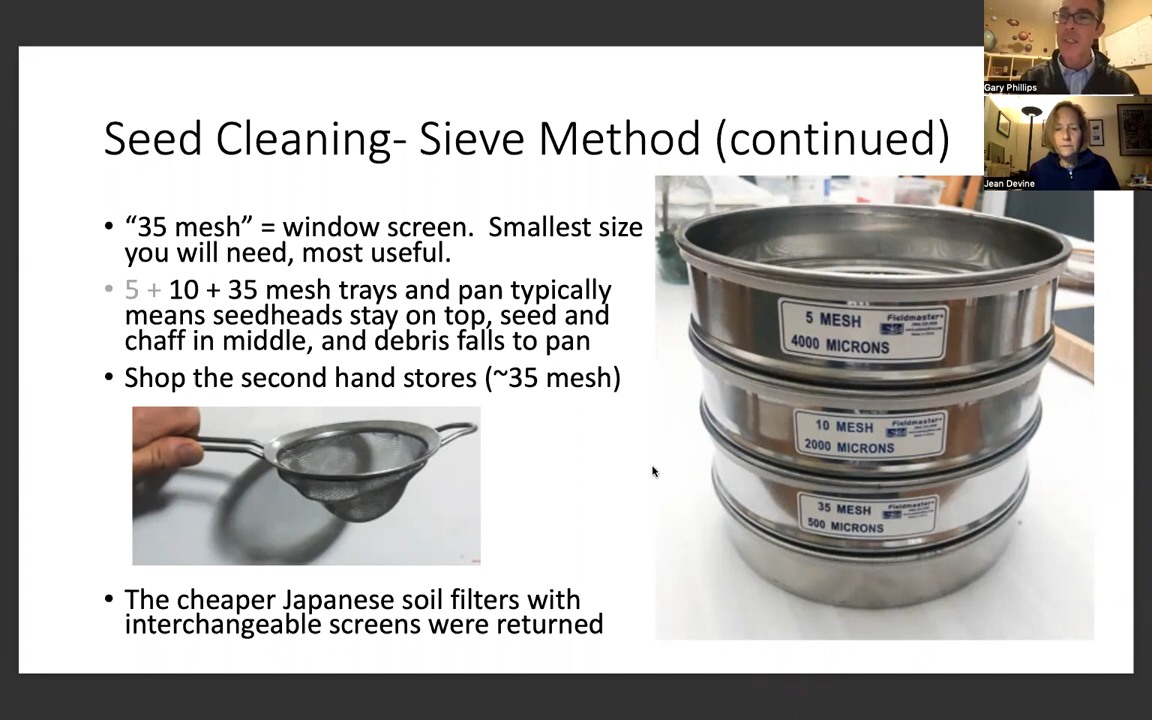 Gary Phillips
Jean Devine
Seed Cleaning- Sieve Method (continued)
• “35 mesh” = window screen.  Smallest size
you will need, most useful.
• 5 + 10 + 35 mesh trays and pan typically
means seedheads stay on top, seed and
chaff in middle, and debris falls to pan
• Shop the second hand stores (~35 mesh)
• The cheaper Japanese soil filters with
interchangeable screens were returned
5 MESH
4000 MICRONS
Fieldmaster
10 MESH
2000 MICRONS
Fieldmaster
35 MESH
500 MICRONS
Fieldmaster